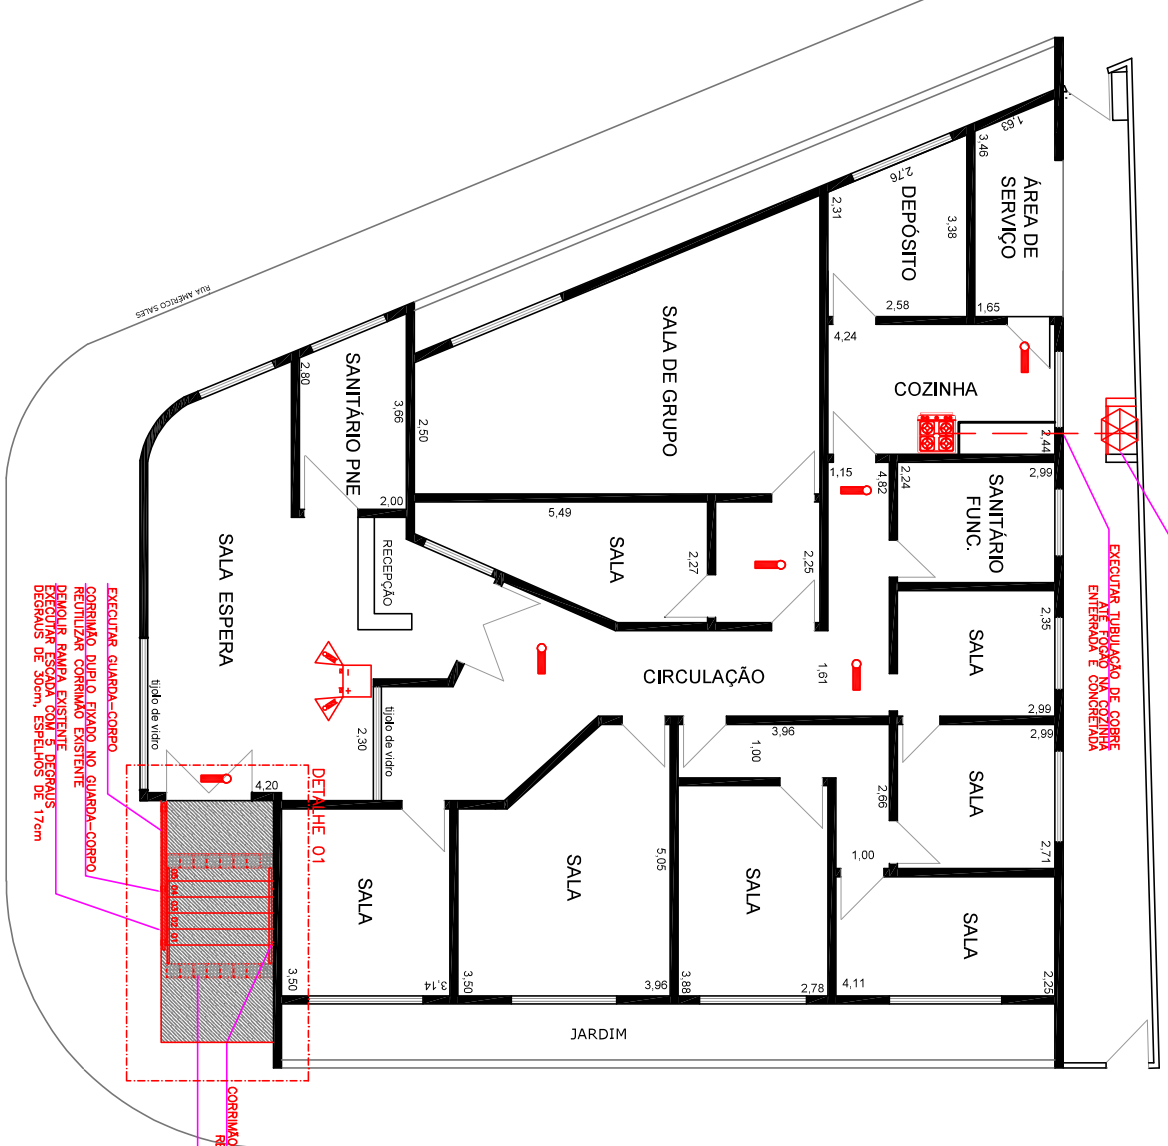 RUA AMÉRICO SALES
ÁREA DE
SERVIÇO
1,63
3,46
1,65
DEPÓSITO
2,76
2,31
3,38
2,58
SALA DE GRUPO
2,50
SANITÁRIO PNE
2,80
3,66
2,00
COZINHA
4,24
2,44
1,15
4,82
SANITÁRIO
FUNC.
2,24
2,99
RECEPÇÃO
SALA
5,49
2,27
2,25
SALA ESPERA
tijolo de vidro
tijolo de vidro
2,30
4,20
CIRCULAÇÃO
1,61
3,96
1,00
SALA
2,35
2,99
SALA
2,99
2,66
2,71
1,00
SALA
4,11
2,25
SALA
3,88
2,78
SALA
5,05
3,50
3,96
SALA
3,50
3,14
JARDIM
DETALHE 01
05 04 03 02 01
EXECUTAR TUBULAÇÃO DE COBRE
ATÉ FOGÃO NA COZINHA
ENTERRADA E CONCRETADA
EXECUTAR GUARDA-CORPO
CORRIMÃO DUPLO FIXADO NO GUARDA-CORPO
REUTILIZAR CORRIMÃO EXISTENTE
DEMOLIR RAMPA EXISTENTE
EXECUTAR ESCADA COM 5 DEGRAUS
DEGRAUS DE 30cm, ESPELHOS DE 17cm
CORRIMÃO
RE